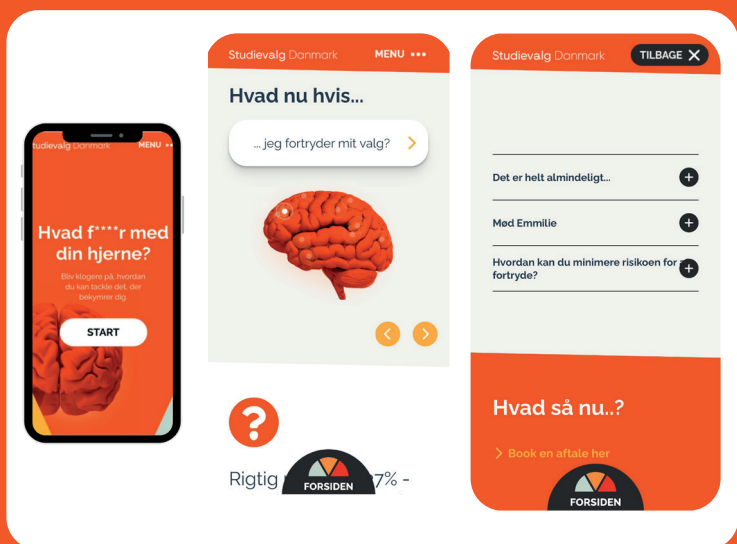 tudievalg Danmark MENU
Hvad f****r med
din hjerne?
Bliv klogere på, hvordan
du kan tackle det, der
bekymrer dig
START
Studievalg Danmark MENU
Hvad nu hvis...
... jeg fortryder mit valg?
?
Rigtig 7% -
FORSIDEN
Studievalg Danmark TILBAGE X
Det er helt almindeligt...
Mød Emmilie
Hvordan kan du minimere risikoen for
fortryde?
Hvad så nu..?
> Book en aftale her
FORSIDEN